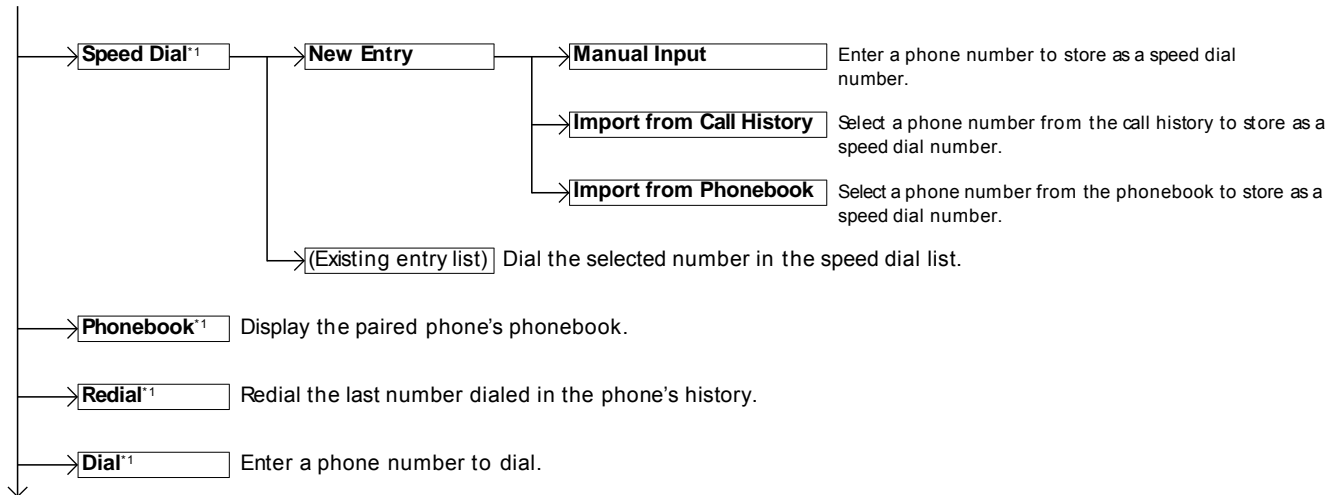 Speed Dial*1
New Entry
Manual Input
Enter a phone number to store as a speed dial
number.
Import from Call History
Select a phone number from the call history to store as a
speed dial number.
Import from Phonebook
Select a phone number from the phonebook to store as a
speed dial number.
(Existing entry list) Dial the selected number in the speed dial list.
Phonebook*1 Display the paired phone's phonebook.
Redial*1 Redial the last number dialed in the phone's history.
Dial*1 Enter a phone number to dial.